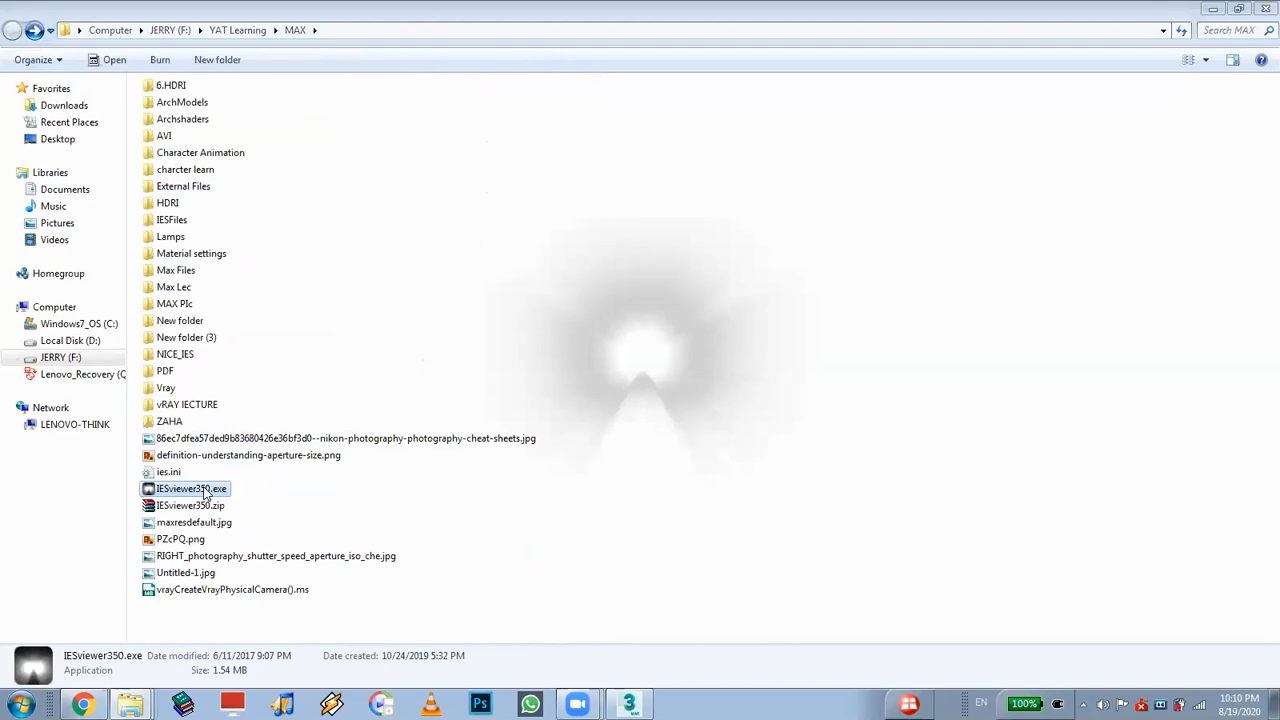 Computer ▸ JERRY (F:) ▸ YAT Learning ▸ MAX ▸
Search MAX
Organize
Open
Burn
New folder
Favorites
Downloads
Recent Places
Desktop
Libraries
Documents
Music
Pictures
Videos
Homegroup
Computer
Windows7_OS (C:)
Local Disk (D:)
JERRY (F:)
Lenovo_Recovery (Q
Network
LENOVO-THINK
6.HDRI
ArchModels
Archshaders
AVI
Character Animation
charcter learn
External Files
HDRI
IESFiles
Lamps
Material settings
Max Files
Max Lec
MAX PIc
New folder
New folder (3)
NICE_IES
PDF
Vray
vRAY lECTURE
ZAHA
86ec7dfea57ded9b83680426e36bf3d0--nikon-photography-photography-cheat-sheets.jpg
definition-understanding-aperture-size.png
ies.ini
IESviewer350.exe
IESviewer350.zip
maxresdefault.jpg
PZcPQ.png
RIGHT_photography_shutter_speed_aperture_iso_che.jpg
Untitled-1.jpg
vrayCreateVrayPhysicalCamera().ms
IESviewer350.exe Date modified: 6/11/2017 9:07 PM Date created: 10/24/2019 5:32 PM
Application Size: 1.54 MB
Ps
3
MAX
EN
100%
10:10 PM
8/19/2020